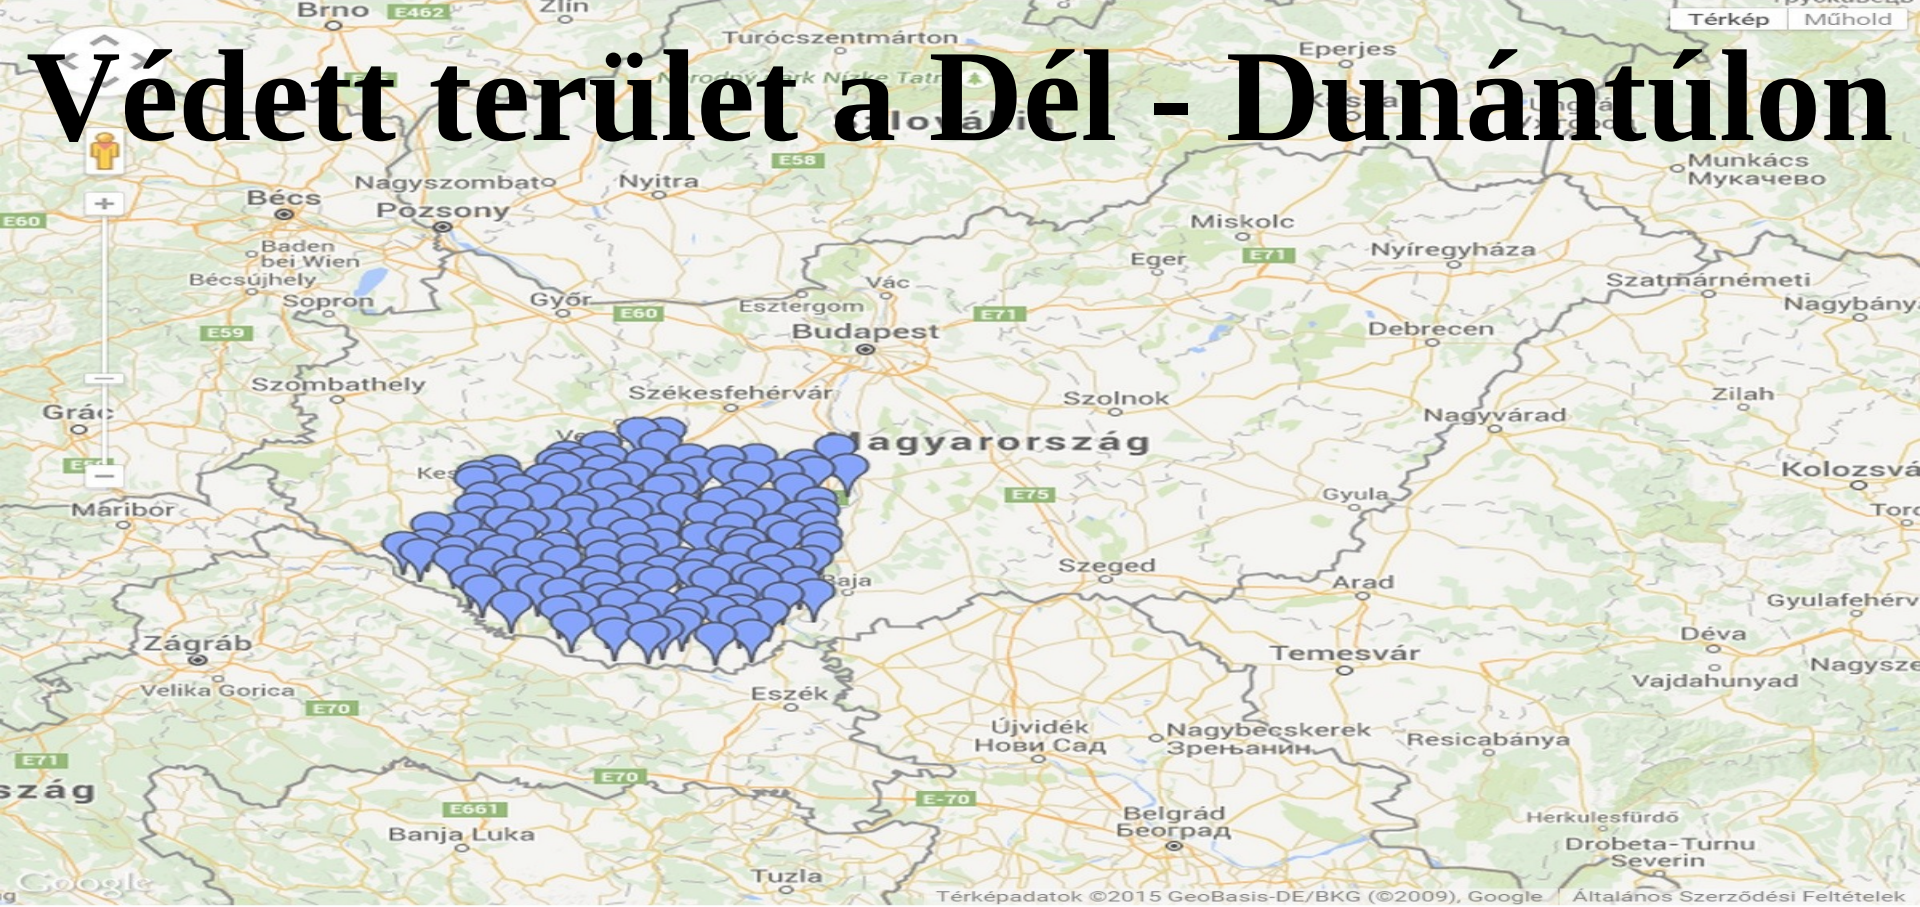 Brno
E462
Zlín
Térkép
Műhold
Turócszentmárton
Eperjes
Védett terület a Dél - Dunántúlon
E58
Munkács
Мукачево
Nagyszombat
Nyitra
Bécs
Pozsony
E60
Miskolc
Nyíregyháza
Baden
bei Wien
Eger
E71
Bécsújhely
Szatmárnémeti
Sopron
Győr
Vác
Esztergom
Nagybány
E60
E71
E59
Budapest
Debrecen
Szombathely
Székesfehérvár
Szolnok
Zilah
Grác
Nagyvárad
agyarország
Kes
Kolozsvá
E75
Gyula
Maribor
Toro
Szeged
Baja
Arad
Gyulafehérv
Zágráb
Déva
Temesvár
Nagysze
Velika Gorica
Eszék
Vajdahunyad
E70
Újvidék
Нови Сад
Nagybecskerek
Зрењанин
Resicabánya
E71
szág
E70
E-70
E661
Banja Luka
Belgrád
Београд
Herkulesfürdő
Drobeta-Turnu
Severin
Tuzla
Google
Térképadatok ©2015 GeoBasis-DE/BKG (©2009), Google
Általános Szerződési Feltételek